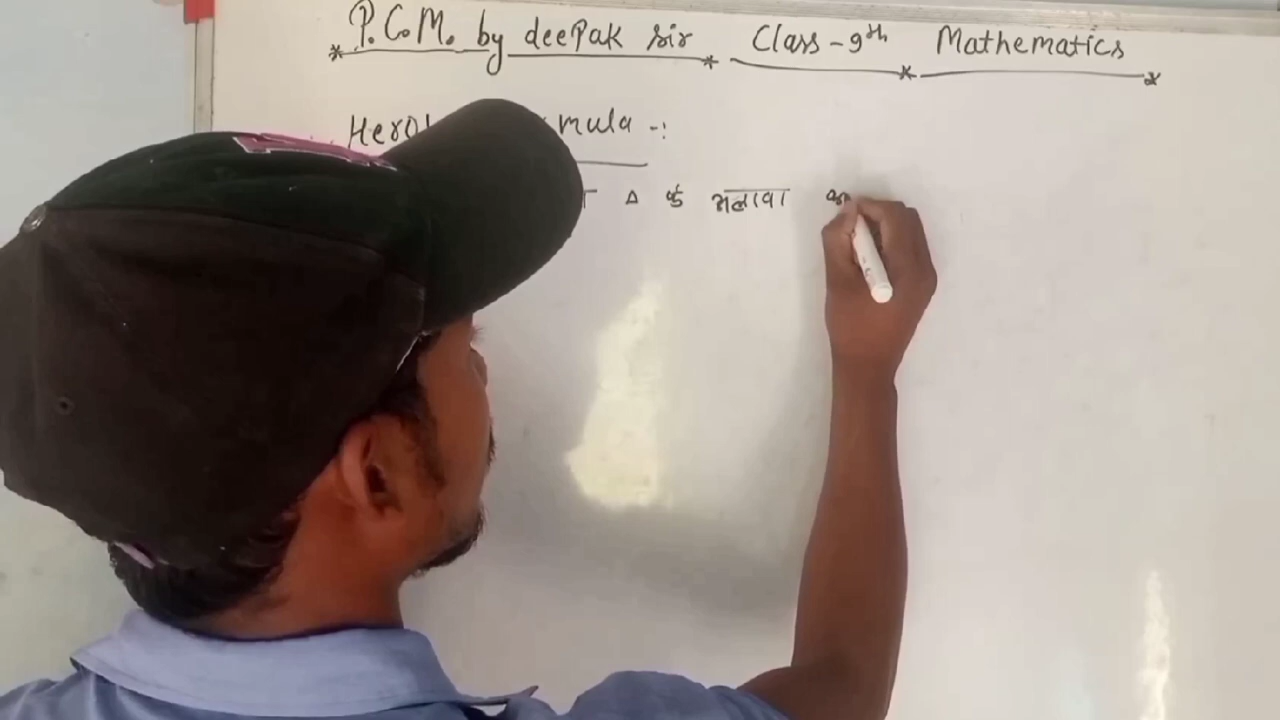 P.C.M. by deepak sir Class - 9th Mathematics
Hero mula -:
Δ के अलावा